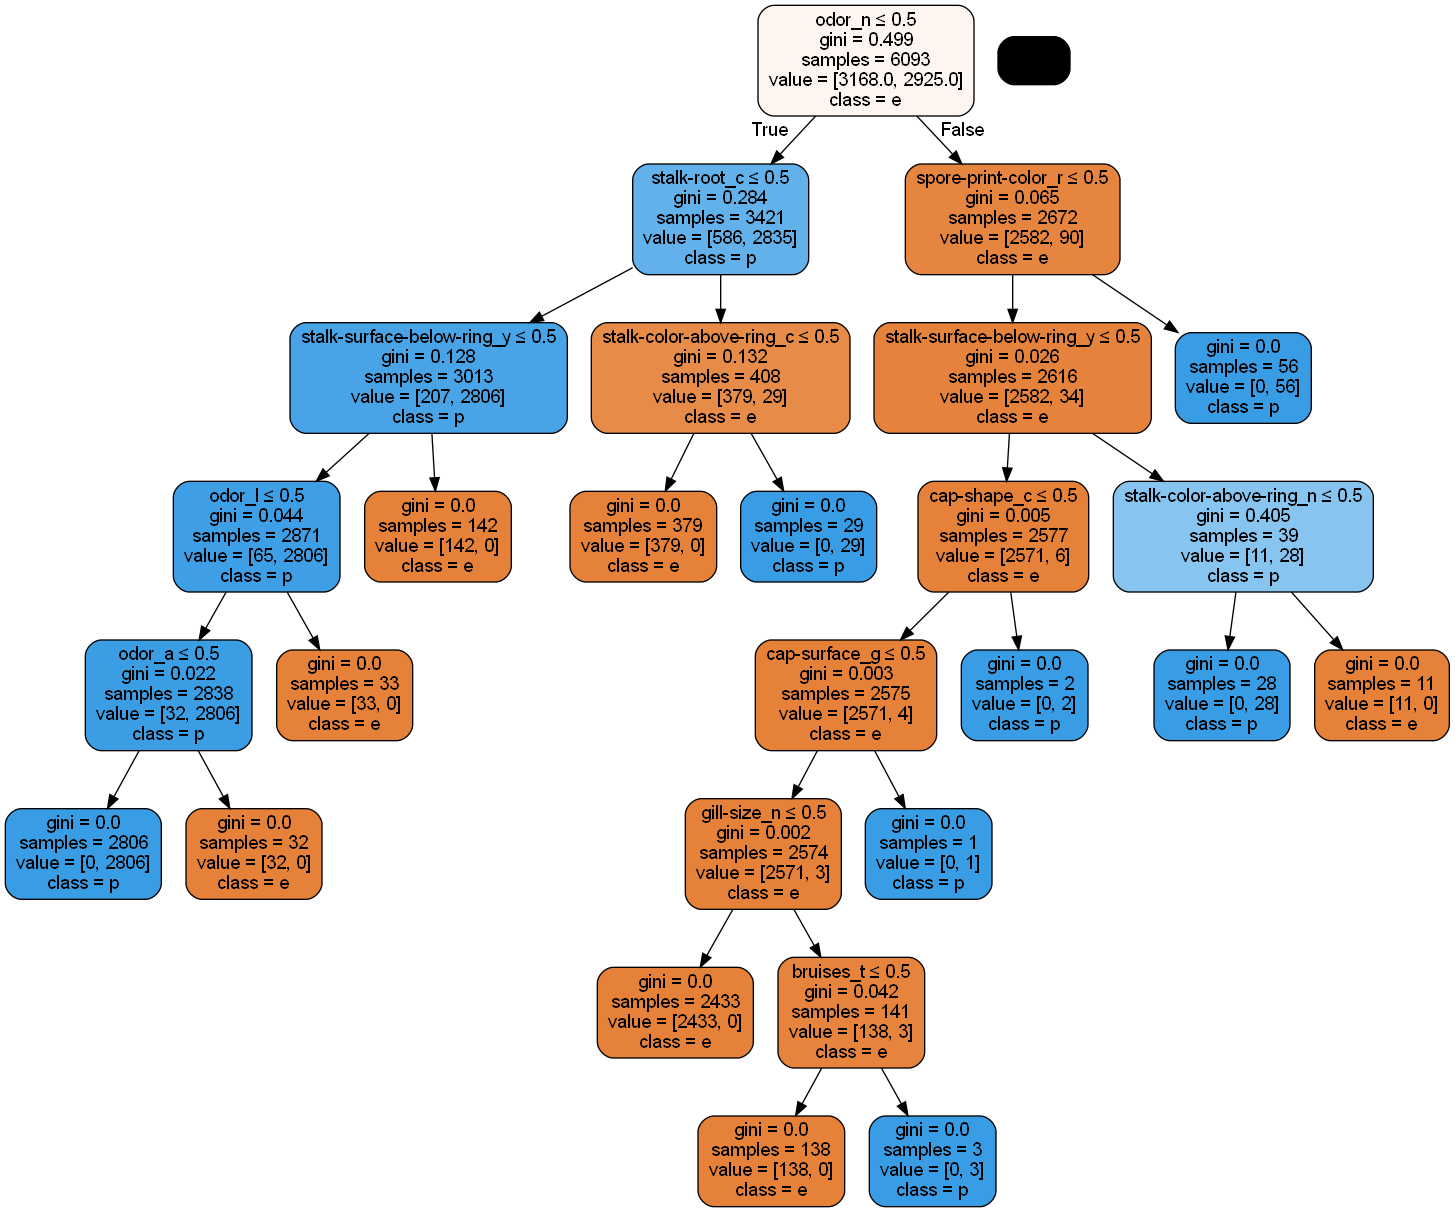 odor_n ≤ 0.5
gini = 0.499
samples = 6093
value = [3168.0, 2925.0]
class = e
True
False
stalk-root_c ≤ 0.5
gini = 0.284
samples = 3421
value = [586, 2835]
class = p
spore-print-color_r ≤ 0.5
gini = 0.065
samples = 2672
value = [2582, 90]
class = e
stalk-surface-below-ring_y ≤ 0.5
gini = 0.128
samples = 3013
value = [207, 2806]
class = p
stalk-color-above-ring_c ≤ 0.5
gini = 0.132
samples = 408
value = [379, 29]
class = e
stalk-surface-below-ring_y ≤ 0.5
gini = 0.026
samples = 2616
value = [2582, 34]
class = e
gini = 0.0
samples = 56
value = [0, 56]
class = p
odor_l ≤ 0.5
gini = 0.044
samples = 2871
value = [65, 2806]
class = p
gini = 0.0
samples = 142
value = [142, 0]
class = e
gini = 0.0
samples = 379
value = [379, 0]
class = e
gini = 0.0
samples = 29
value = [0, 29]
class = p
cap-shape_c ≤ 0.5
gini = 0.005
samples = 2577
value = [2571, 6]
class = e
stalk-color-above-ring_n ≤ 0.5
gini = 0.405
samples = 39
value = [11, 28]
class = p
odor_a ≤ 0.5
gini = 0.022
samples = 2838
value = [32, 2806]
class = p
gini = 0.0
samples = 33
value = [33, 0]
class = e
cap-surface_g ≤ 0.5
gini = 0.003
samples = 2575
value = [2571, 4]
class = e
gini = 0.0
samples = 2
value = [0, 2]
class = p
gini = 0.0
samples = 28
value = [0, 28]
class = p
gini = 0.0
samples = 11
value = [11, 0]
class = e
gini = 0.0
samples = 2806
value = [0, 2806]
class = p
gini = 0.0
samples = 32
value = [32, 0]
class = e
gill-size_n ≤ 0.5
gini = 0.002
samples = 2574
value = [2571, 3]
class = e
gini = 0.0
samples = 1
value = [0, 1]
class = p
gini = 0.0
samples = 2433
value = [2433, 0]
class = e
bruises_t ≤ 0.5
gini = 0.042
samples = 141
value = [138, 3]
class = e
gini = 0.0
samples = 138
value = [138, 0]
class = e
gini = 0.0
samples = 3
value = [0, 3]
class = p